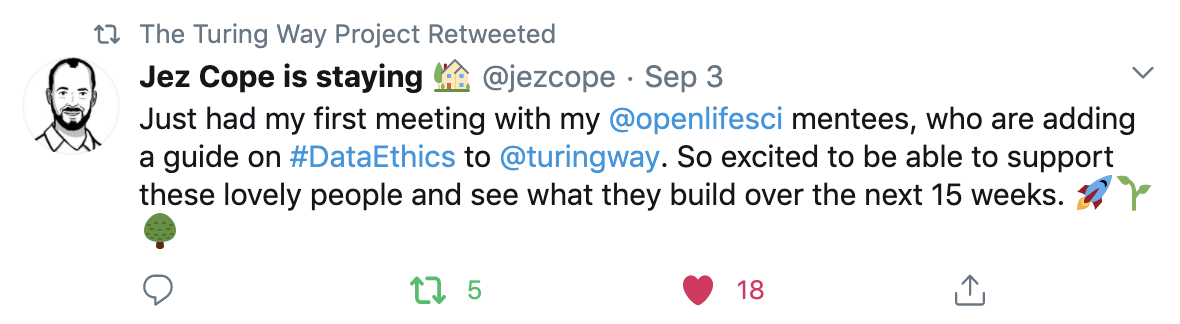 The Turing Way Project Retweeted
Jez Cope is staying 🏡 @jezcope · Sep 3
Just had my first meeting with my @openlifesci mentees, who are adding
a guide on #DataEthics to @turingway. So excited to be able to support
these lovely people and see what they build over the next 15 weeks. 🚀🌱
🌳
5 18